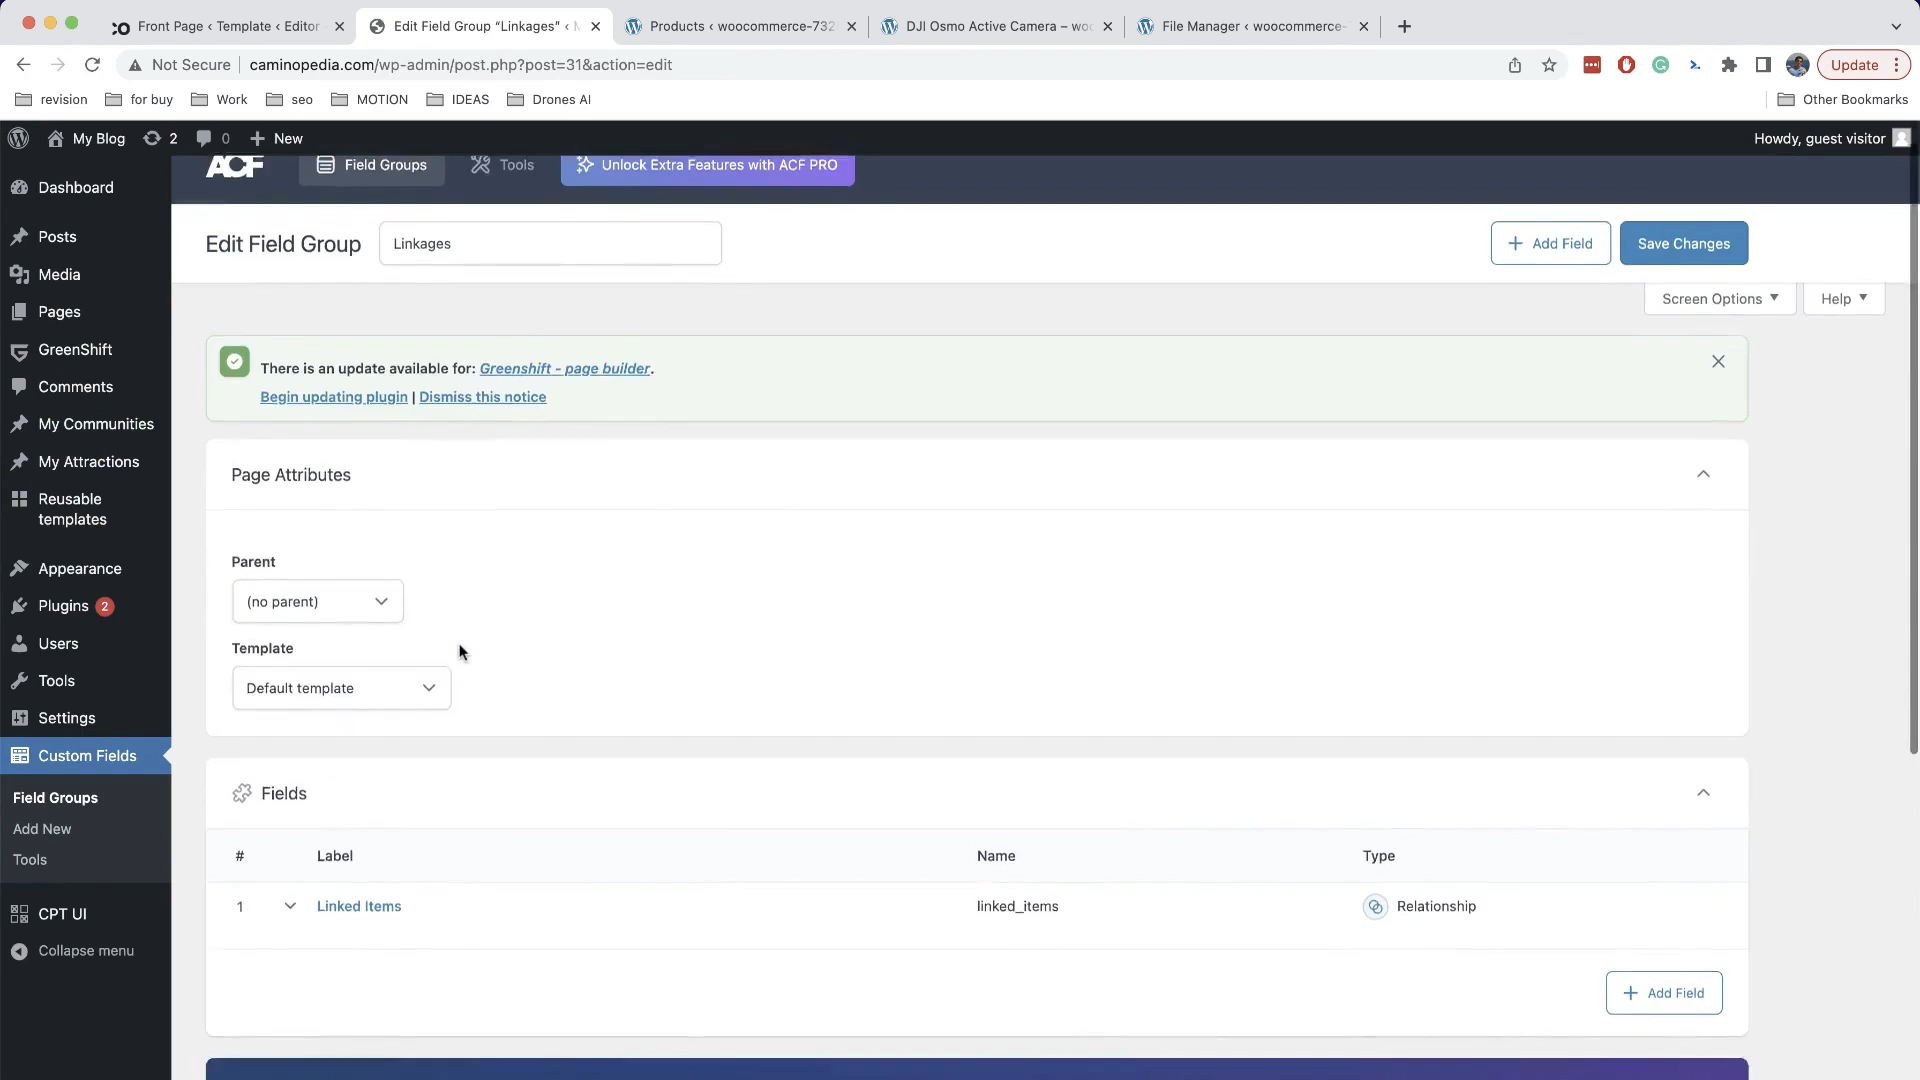 Front Page ‹ Template ‹ Editor
Edit Field Group “Linkages” ‹ M
Products ‹ woocommerce-732
DJI Osmo Active Camera – woo
File Manager ‹ woocommerce-7
Not Secure
caminopedia.com/wp-admin/post.php?post=31&action=edit
Update
revision
for buy
Work
seo
MOTION
IDEAS
Drones AI
Other Bookmarks
My Blog
2
0
New
Howdy, guest visitor
Dashboard
Posts
Media
Pages
GreenShift
Comments
My Communities
My Attractions
Reusable
templates
Appearance
Plugins 2
Users
Tools
Settings
Custom Fields
Field Groups
Add New
Tools
CPT UI
Collapse menu
ACF
Field Groups
Tools
Unlock Extra Features with ACF PRO
Edit Field Group
Linkages
+ Add Field
Save Changes
Screen Options
Help
There is an update available for: Greenshift - page builder.
Begin updating plugin | Dismiss this notice
Page Attributes
Parent
(no parent)
Template
Default template
Fields
# Label Name Type
1 Linked Items linked_items Relationship
+ Add Field